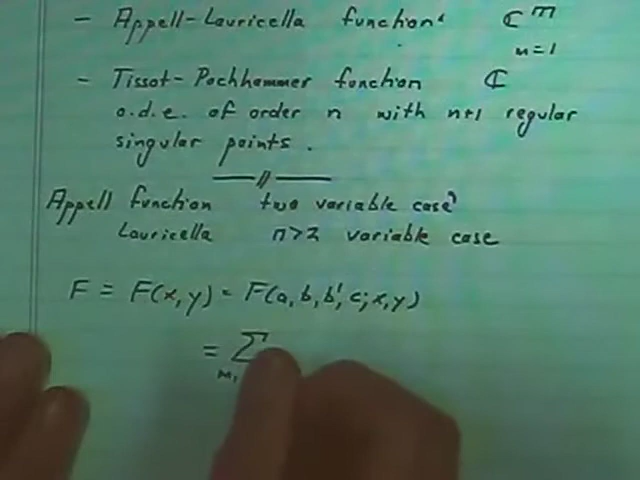 - Appell-Lauricella function' ℂ^m
n=1
- Tissot-Pochhammer function ℂ
o.d.e. of order n with n+1 regular
singular points.
Appell function two variable case'
Lauricella n>2 variable case
F = F(x,y) = F(a,b,b',c;x,y)
= Σ
m,